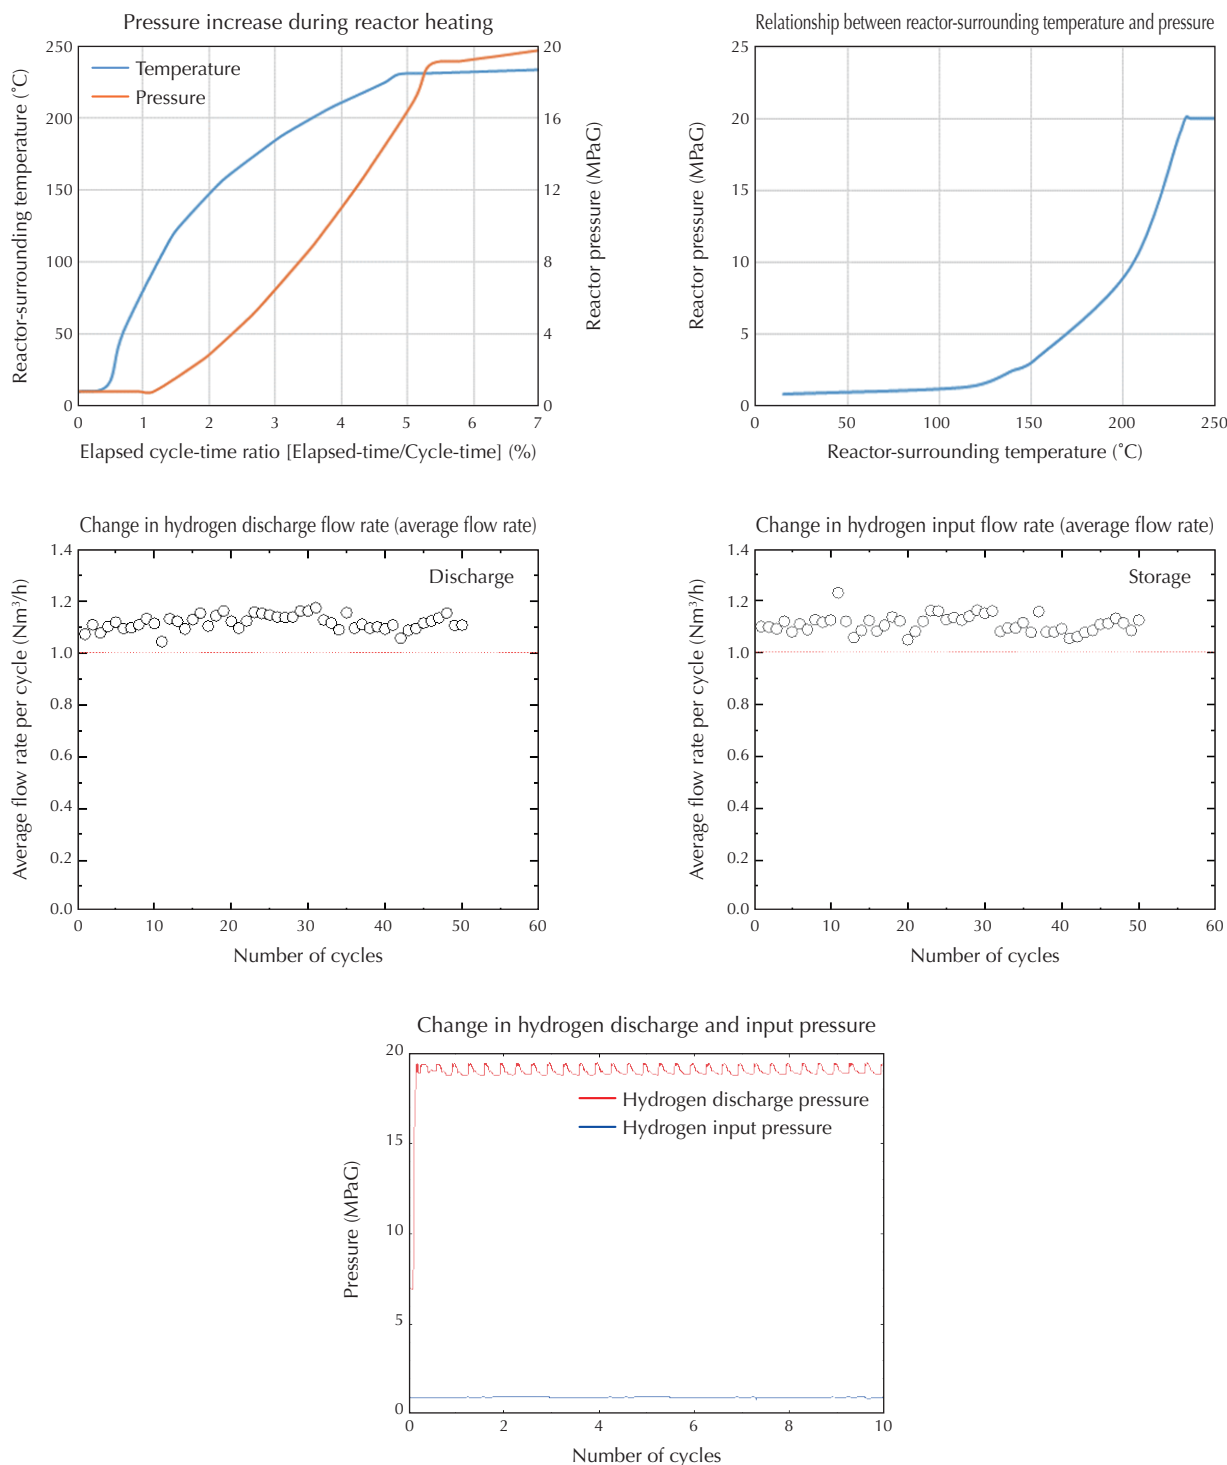 Pressure increase during reactor heating
Reactor-surrounding temperature (˚C)
250
200
150
100
50
0
Temperature
Pressure
20
16
12
8
4
0
Reactor pressure (MPaG)
0 1 2 3 4 5 6 7
Elapsed cycle-time ratio [Elapsed-time/Cycle-time] (%)
Relationship between reactor-surrounding temperature and pressure
Reactor pressure (MPaG)
25
20
15
10
5
0
0 50 100 150 200 250
Reactor-surrounding temperature (˚C)
Change in hydrogen discharge flow rate (average flow rate)
Average flow rate per cycle (Nm³/h)
1.4
1.2
1.0
0.8
0.6
0.4
0.2
0.0
Discharge
0 10 20 30 40 50 60
Number of cycles
Change in hydrogen input flow rate (average flow rate)
Average flow rate per cycle (Nm³/h)
1.4
1.2
1.0
0.8
0.6
0.4
0.2
0.0
Storage
0 10 20 30 40 50 60
Number of cycles
Change in hydrogen discharge and input pressure
Pressure (MPaG)
20
15
10
5
0
Hydrogen discharge pressure
Hydrogen input pressure
0 2 4 6 8 10
Number of cycles